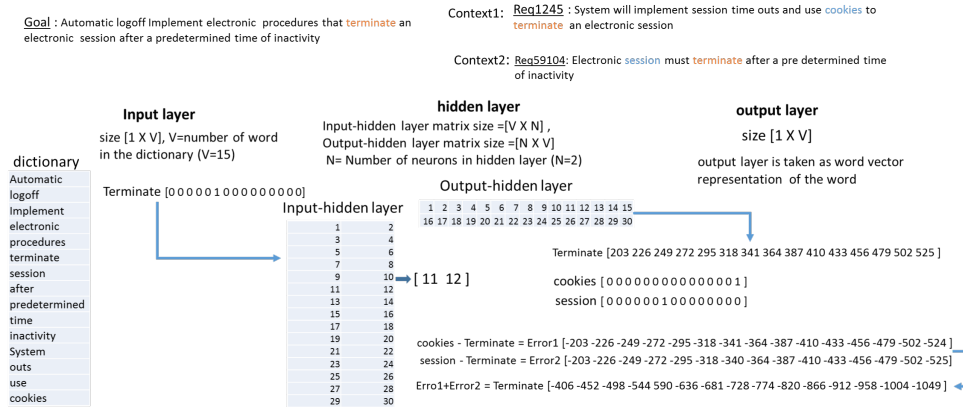 Goal : Automatic logoff Implement electronic procedures that terminate an
electronic session after a predetermined time of inactivity
Context1: Req1245 : System will implement session time outs and use cookies to
terminate an electronic session
Context2: Req59104: Electronic session must terminate after a pre determined time
of inactivity
Input layer
size [1 X V], V=number of word
in the dictionary (V=15)
hidden layer
Input-hidden layer matrix size =[V X N] ,
Output-hidden layer matrix size =[N X V]
N= Number of neurons in hidden layer (N=2)
output layer
size [1 X V]
output layer is taken as word vector
representation of the word
dictionary
Automatic
logoff
Implement
electronic
procedures
terminate
session
after
predetermined
time
inactivity
System
outs
use
cookies
Terminate [0 0 0 0 0 1 0 0 0 0 0 0 0 0 0]
Input-hidden layer
1 2
3 4
5 6
7 8
9 10
11 12
13 14
15 16
17 18
19 20
21 22
23 24
25 26
27 28
29 30
[ 11 12 ]
Output-hidden layer
1 2 3 4 5 6 7 8 9 10 11 12 13 14 15
16 17 18 19 20 21 22 23 24 25 26 27 28 29 30
Terminate [203 226 249 272 295 318 341 364 387 410 433 456 479 502 525 ]
cookies [ 0 0 0 0 0 0 0 0 0 0 0 0 0 0 1 ]
session [ 0 0 0 0 0 0 1 0 0 0 0 0 0 0 0 ]
cookies - Terminate = Error1 [-203 -226 -249 -272 -295 -318 -341 -364 -387 -410 -433 -456 -479 -502 -524 ]
session - Terminate = Error2 [-203 -226 -249 -272 -295 -318 -340 -364 -387 -410 -433 -456 -479 -502 -525]
Erro1+Error2 = Terminate [-406 -452 -498 -544 590 -636 -681 -728 -774 -820 -866 -912 -958 -1004 -1049 ]